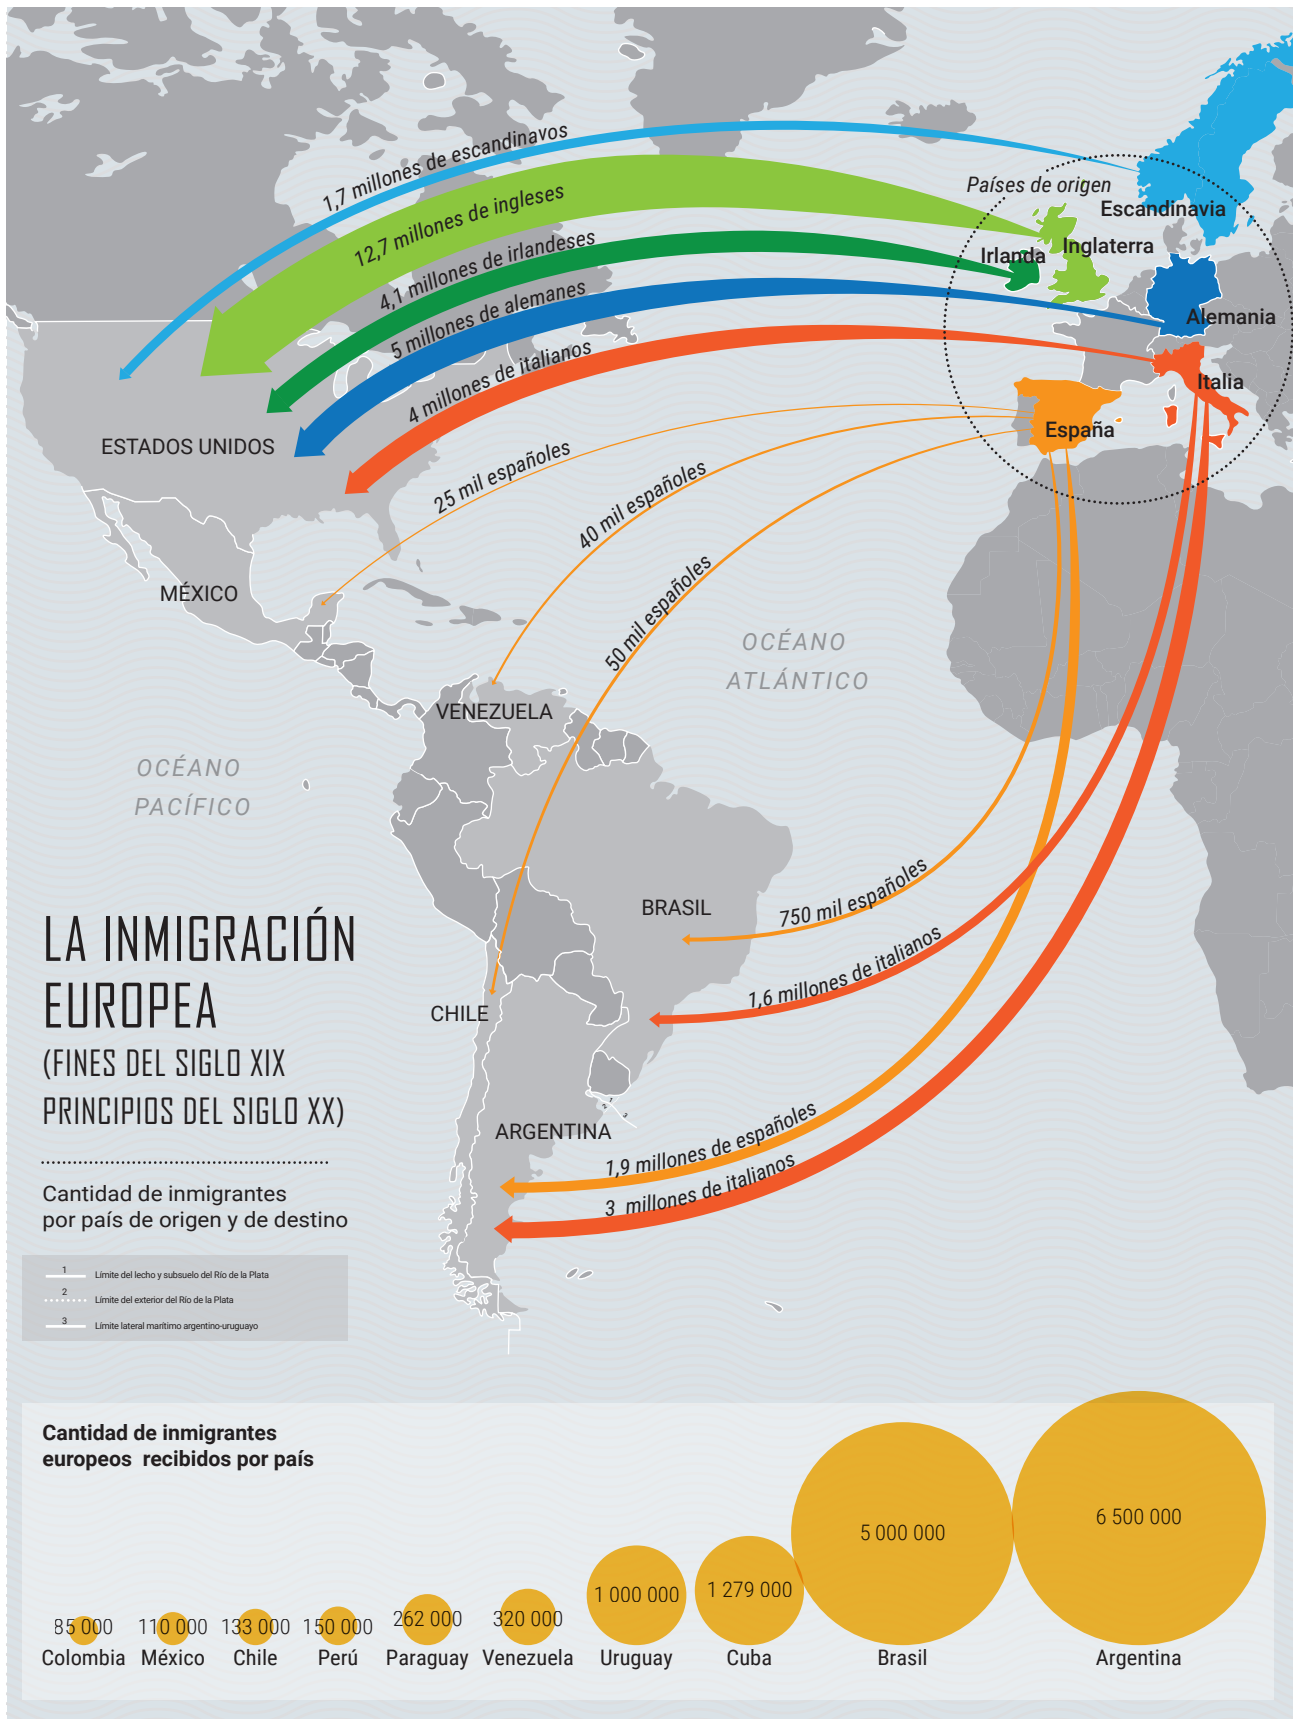 1,7 millones de escandinavos
12,7 millones de ingleses
4,1 millones de irlandeses
5 millones de alemanes
4 millones de italianos
25 mil españoles
40 mil españoles
50 mil españoles
Países de origen
Escandinavia
Inglaterra
Irlanda
Alemania
Italia
España
ESTADOS UNIDOS
MÉXICO
OCÉANO
ATLÁNTICO
VENEZUELA
OCÉANO
PACÍFICO
BRASIL
750 mil españoles
1,6 millones de italianos
CHILE
ARGENTINA
1
2
3
1,9 millones de españoles
3 millones de italianos
LA INMIGRACIÓN
EUROPEA
(FINES DEL SIGLO XIX
PRINCIPIOS DEL SIGLO XX)
Cantidad de inmigrantes
por país de origen y de destino
1 Límite del lecho y subsuelo del Río de la Plata
2 Límite del exterior del Río de la Plata
3 Límite lateral marítimo argentino-uruguayo
Cantidad de inmigrantes
europeos recibidos por país
85 000
110 000
133 000
150 000
262 000
320 000
1 000 000
1 279 000
5 000 000
6 500 000
Colombia
México
Chile
Perú
Paraguay
Venezuela
Uruguay
Cuba
Brasil
Argentina